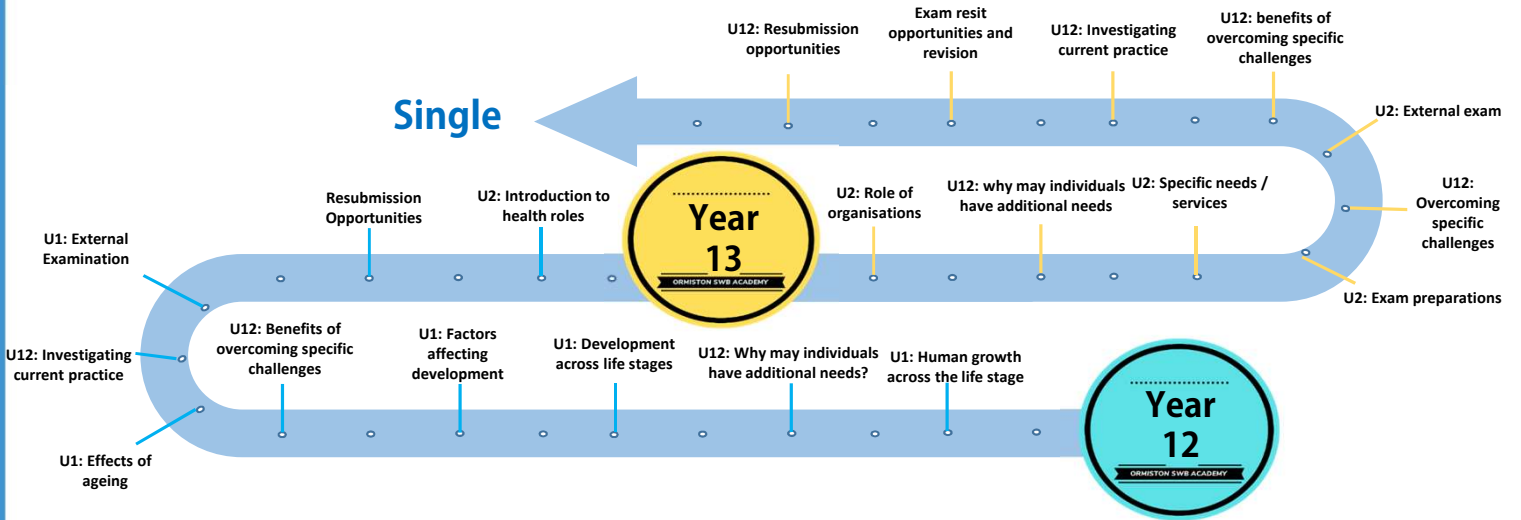 Exam resit
opportunities and
revision
U12: Resubmission
opportunities
U12: Investigating
current practice
U12: benefits of
overcoming specific
challenges
Single
U2: External exam
U12:
Overcoming
specific
challenges
U2: Exam preparations
U2: Specific needs /
services
U12: why may individuals
have additional needs
U2: Role of
organisations
Year
13
ORMISTON SWB ACADEMY
U2: Introduction to
health roles
Resubmission
Opportunities
U1: External
Examination
U12: Investigating
current practice
U1: Effects of
ageing
U12: Benefits of
overcoming specific
challenges
U1: Factors
affecting
development
U1: Development
across life stages
U12: Why may individuals
have additional needs?
U1: Human growth
across the life stage
Year
12
ORMISTON SWB ACADEMY